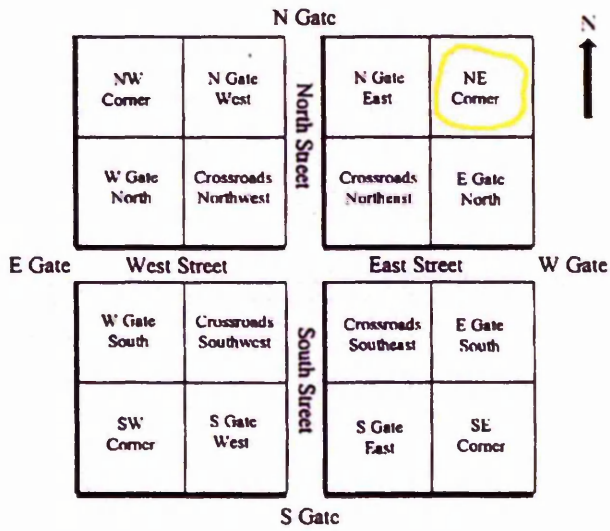 N Gate
N
NW
Corner
N Gate
West
North Street
N Gate
East
NE
Corner
W Gate
North
Crossroads
Northwest
Crossroads
Northeast
E Gate
North
E Gate
West Street
East Street
W Gate
W Gate
South
Crossroads
Southwest
South Street
Crossroads
Southeast
E Gate
South
SW
Corner
S Gate
West
S Gate
East
SE
Corner
S Gate